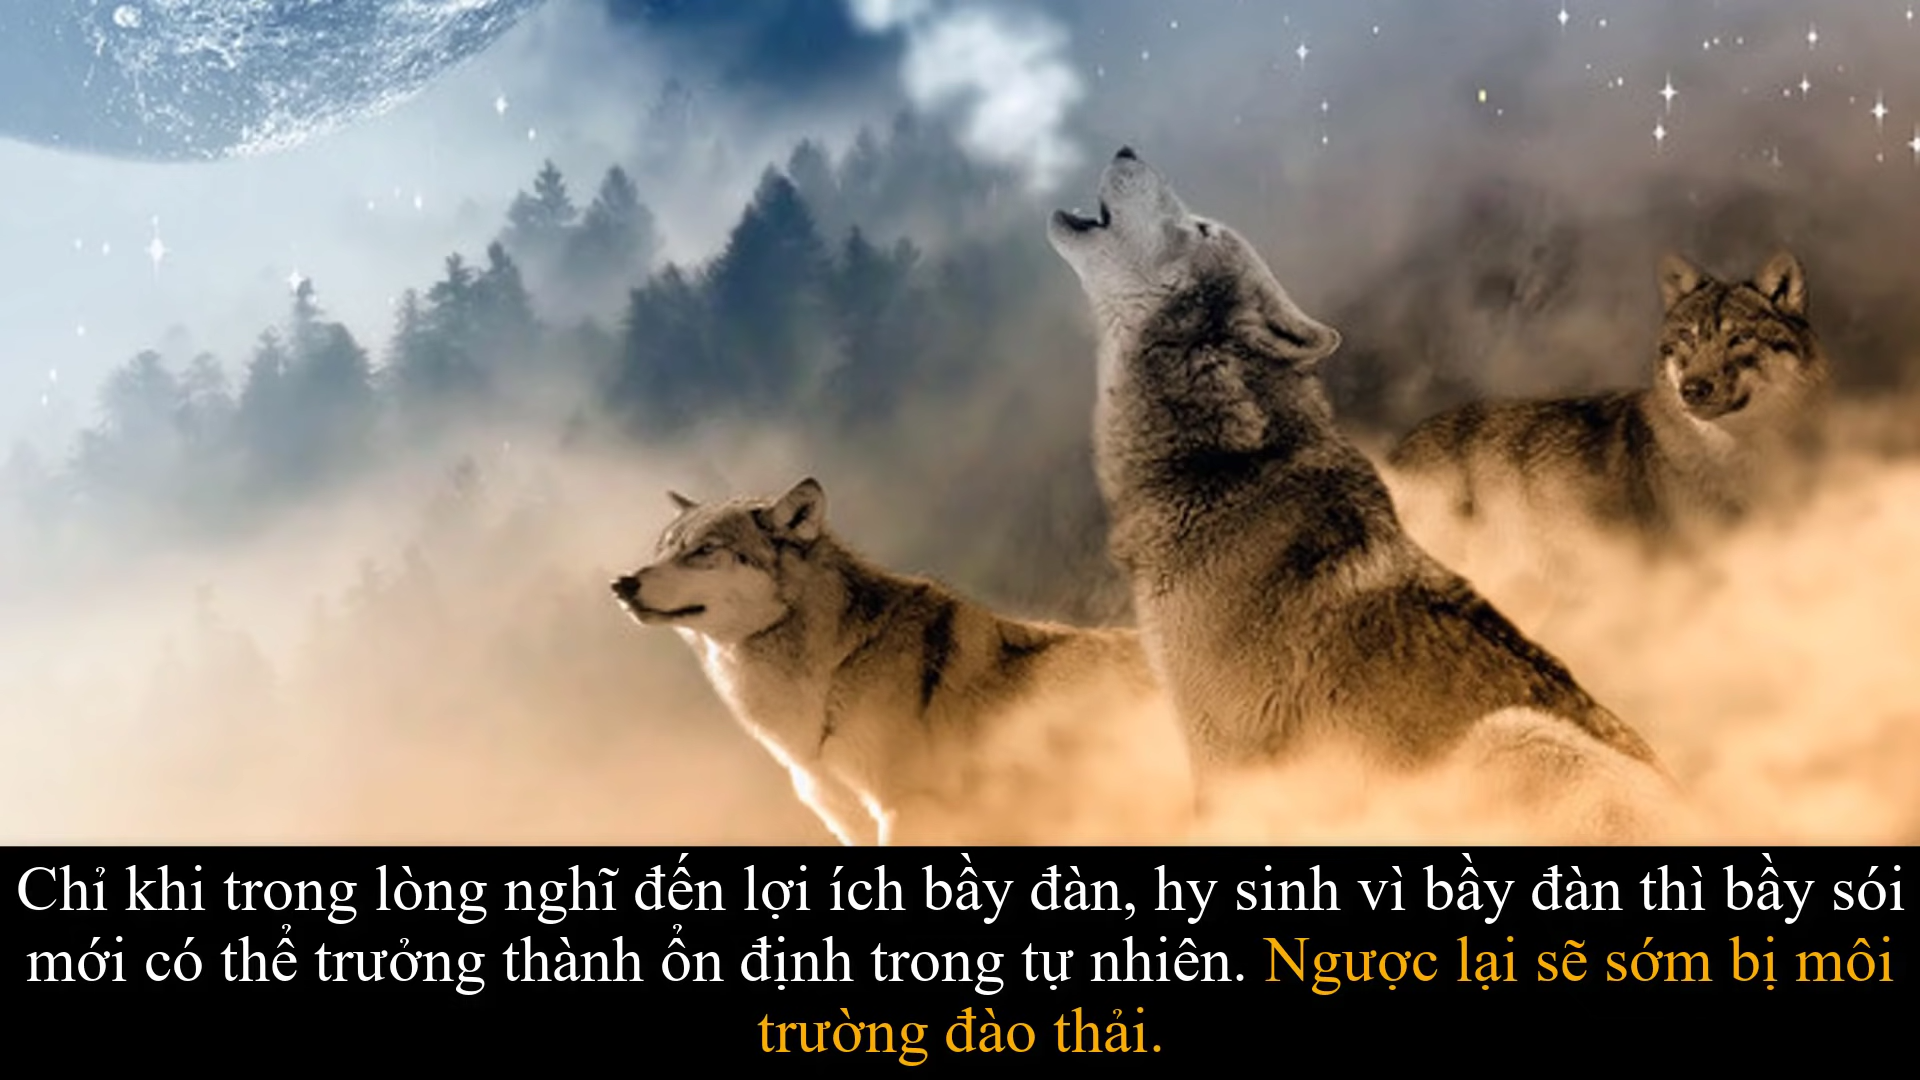 Chỉ khi trong lòng nghĩ đến lợi ích bầy đàn, hy sinh vì bầy đàn thì bầy sói
mới có thể trưởng thành ổn định trong tự nhiên. Ngược lại sẽ sớm bị môi
trường đào thải.